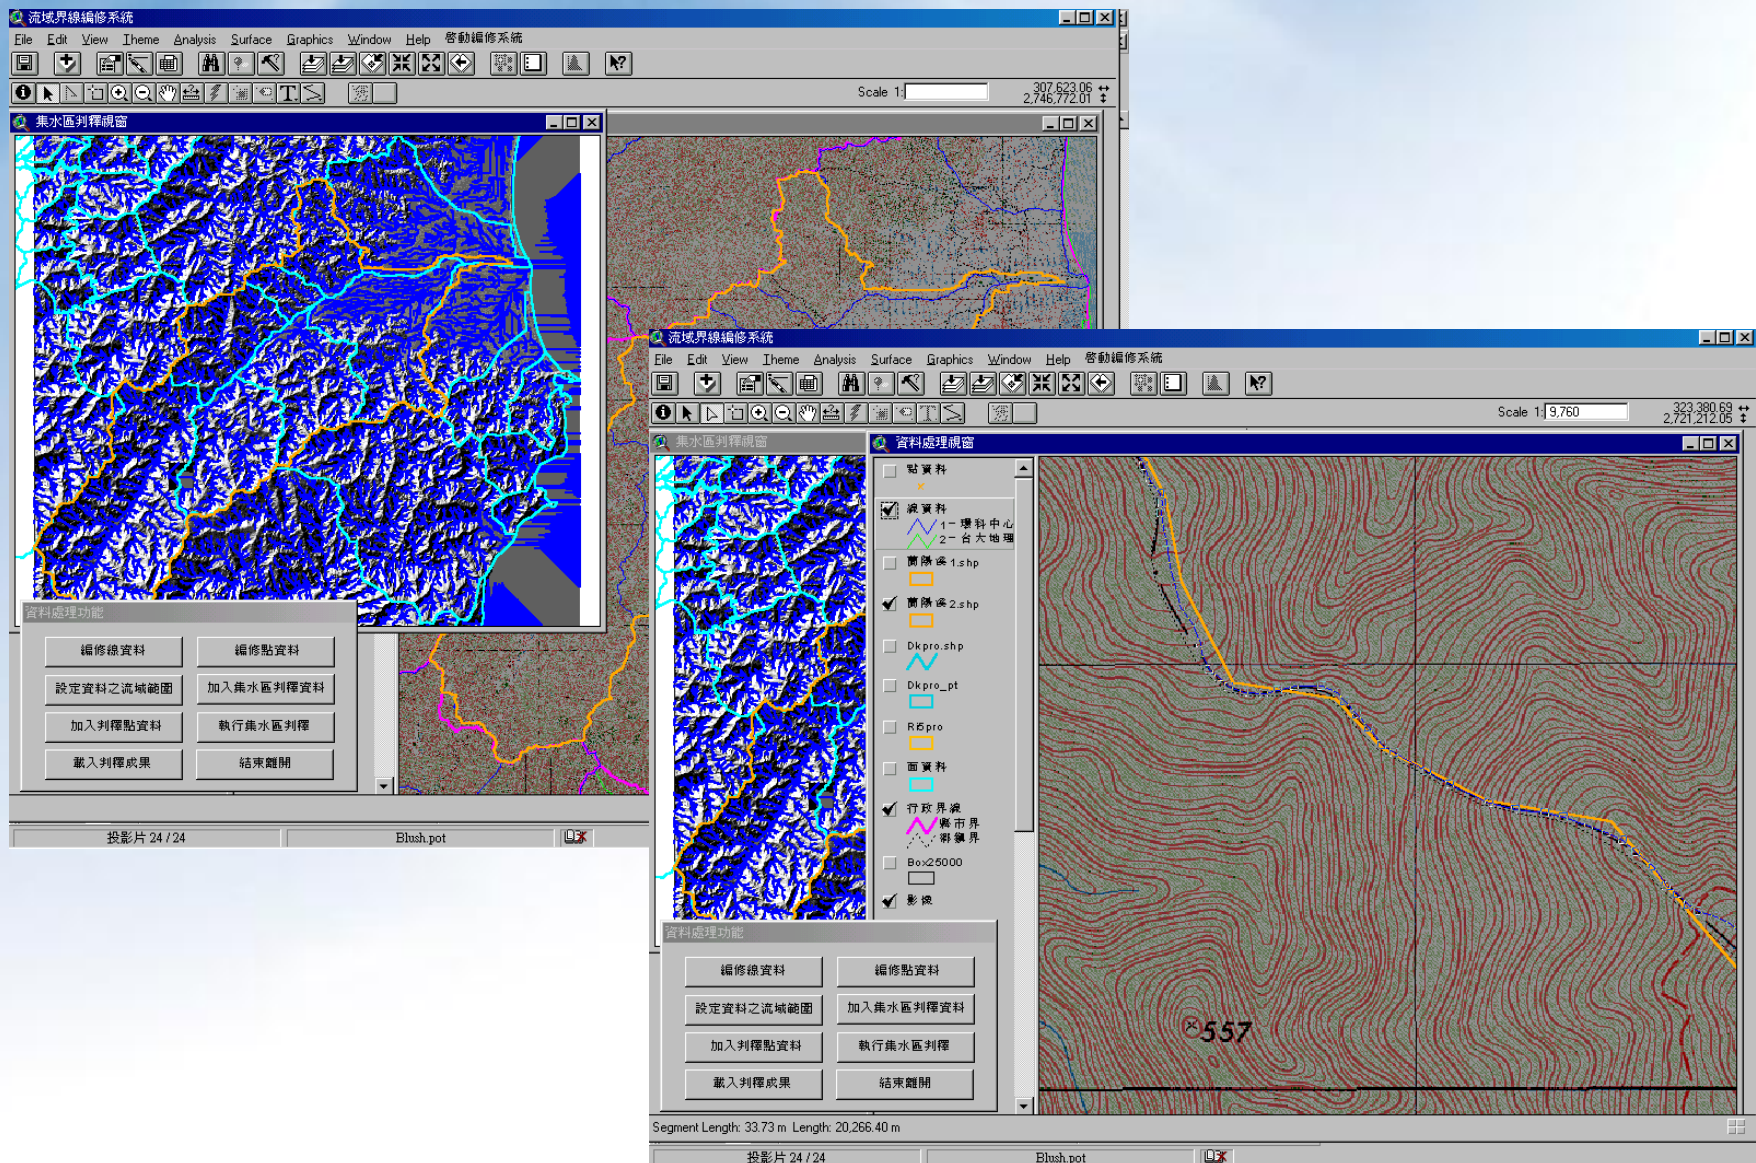 流域界線編修系統
File Edit View Theme Analysis Surface Graphics Window Help 啓動編修系統
Scale 1:
307,623.06
2,746,772.01
集水區判釋視窗
資料處理功能
編修線資料
編修點資料
設定資料之流域範圍
加入集水區判釋資料
加入判釋點資料
執行集水區判釋
載入判釋成果
結束離開
投影片 24 / 24
Blush.pot
流域界線編修系統
File Edit View Theme Analysis Surface Graphics Window Help 啓動編修系統
Scale 1: 9,760
323,380.69
2,721,212.05
集水區判釋視窗
資料處理視窗
點資料
線資料
1－環科中心
2－台大地理
蘭陽溪1.shp
蘭陽溪2.shp
Dkpro.shp
Dkpro_pt
Ri5pro
面資料
行政界線
縣市界
鄉鎮界
Box25000
影像
557
資料處理功能
編修線資料
編修點資料
設定資料之流域範圍
加入集水區判釋資料
加入判釋點資料
執行集水區判釋
載入判釋成果
結束離開
Segment Length: 33.73 m Length: 20,266.40 m
投影片 24 / 24
Blush.pot